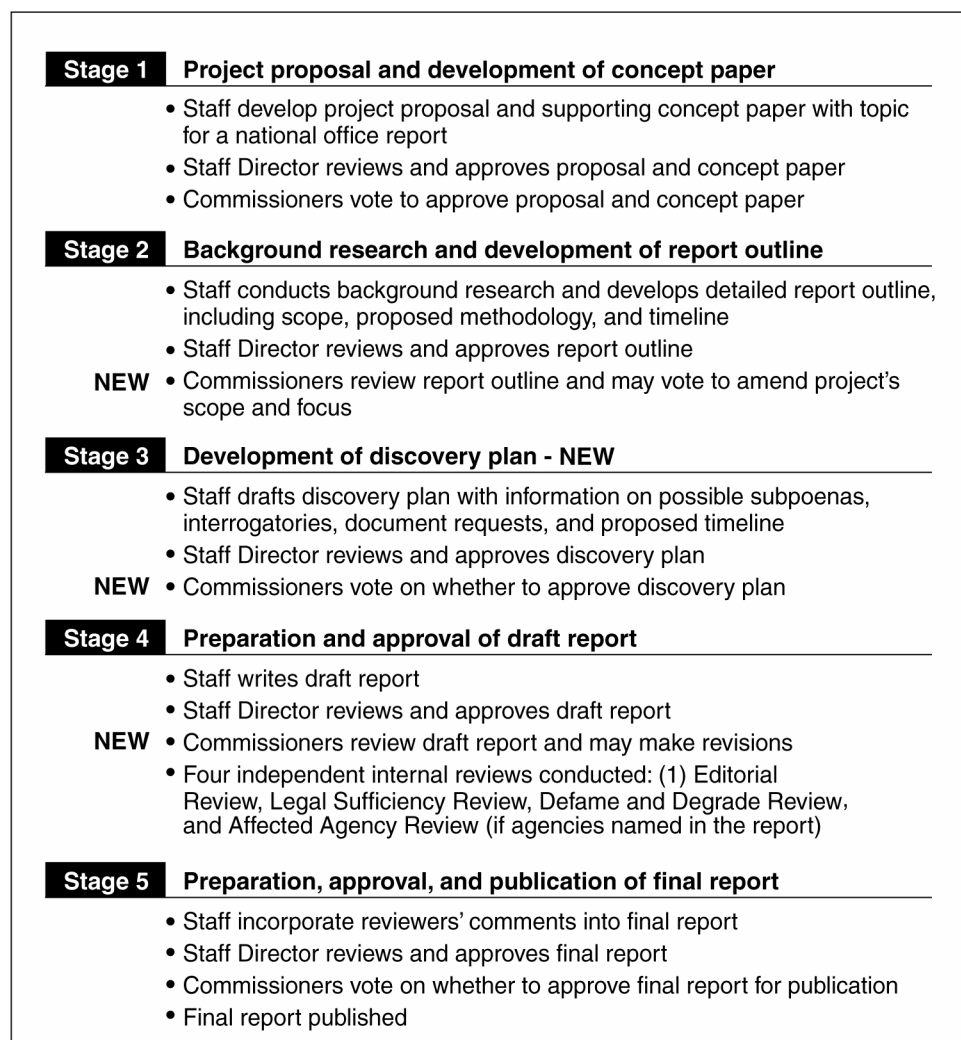 Stage 1 Project proposal and development of concept paper
• Staff develop project proposal and supporting concept paper with topic
for a national office report
• Staff Director reviews and approves proposal and concept paper
• Commissioners vote to approve proposal and concept paper
Stage 2 Background research and development of report outline
• Staff conducts background research and develops detailed report outline,
including scope, proposed methodology, and timeline
• Staff Director reviews and approves report outline
NEW • Commissioners review report outline and may vote to amend project's
scope and focus
Stage 3 Development of discovery plan - NEW
• Staff drafts discovery plan with information on possible subpoenas,
interrogatories, document requests, and proposed timeline
• Staff Director reviews and approves discovery plan
NEW • Commissioners vote on whether to approve discovery plan
Stage 4 Preparation and approval of draft report
• Staff writes draft report
• Staff Director reviews and approves draft report
NEW • Commissioners review draft report and may make revisions
• Four independent internal reviews conducted: (1) Editorial
Review, Legal Sufficiency Review, Defame and Degrade Review,
and Affected Agency Review (if agencies named in the report)
Stage 5 Preparation, approval, and publication of final report
• Staff incorporate reviewers' comments into final report
• Staff Director reviews and approves final report
• Commissioners vote on whether to approve final report for publication
• Final report published